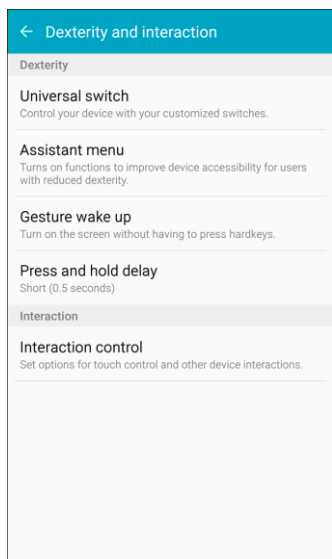 Dexterity and interaction
Dexterity
Universal switch
Control your device with your customized switches.
Assistant menu
Turns on functions to improve device accessibility for users
with reduced dexterity.
Gesture wake up
Turn on the screen without having to press hardkeys.
Press and hold delay
Short (0.5 seconds)
Interaction
Interaction control
Set options for touch control and other device interactions.